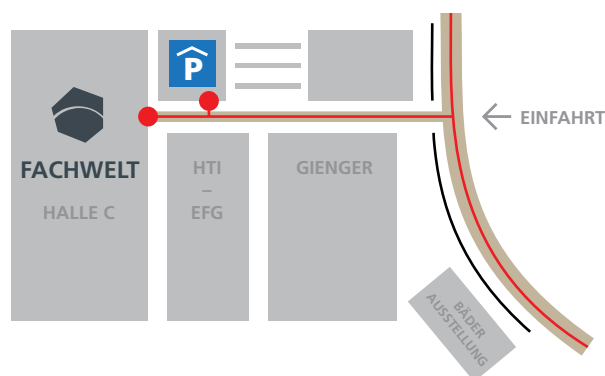 P
EINFAHRT
FACHWELT
HALLE C
HTI
–
EFG
GIENGER
BÄDER
AUSSTELLUNG